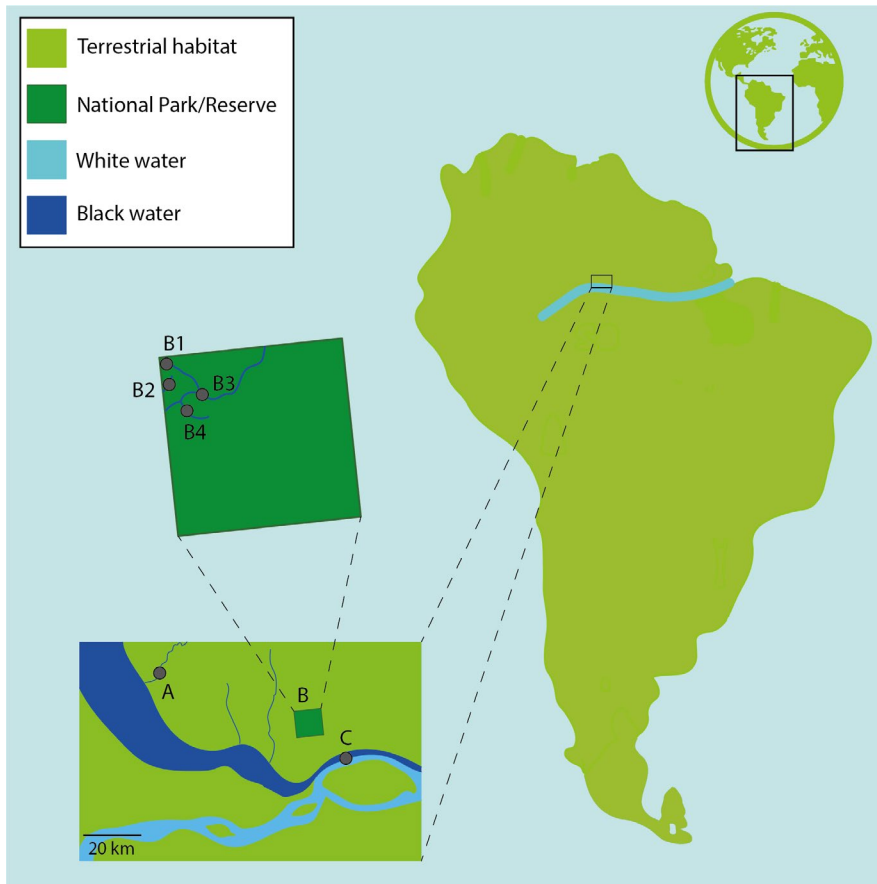 Terrestrial habitat
National Park/Reserve
White water
Black water
B1
B2
B3
B4
A
B
C
20 km